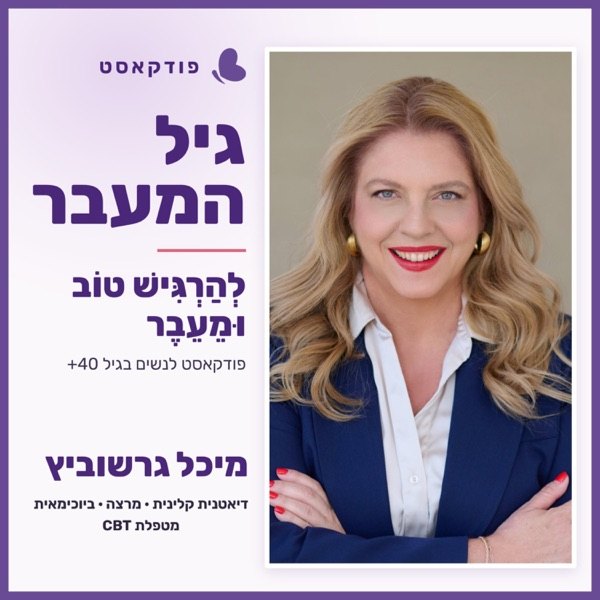 פודקאסט
גיל
המעבר
לְהַרְגִּישׁ טוֹב
וּמֵעֵבֶר
פודקאסט לנשים בגיל 40+
מיכל גרשוביץ
דיאטנית קלינית • מרצה • ביוכימאית
מטפלת CBT